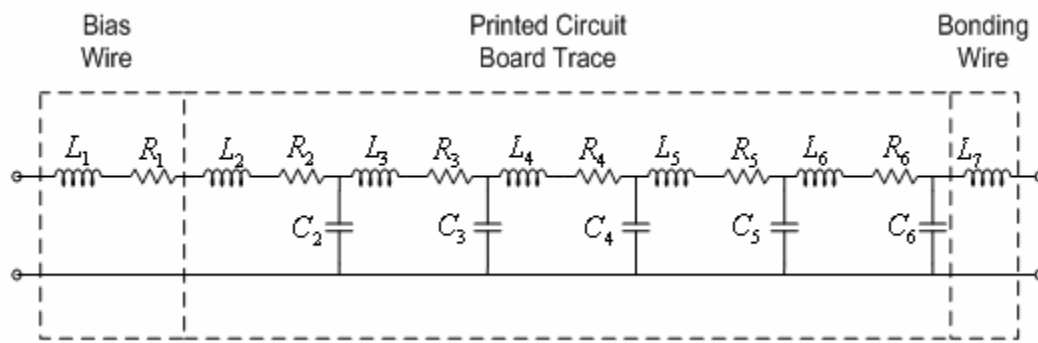 Bias
Wire
Printed Circuit
Board Trace
Bonding
Wire
L₁ R₁ L₂ R₂ L₃ R₃ L₄ R₄ L₅ R₅ L₆ R₆ L₇
C₂ C₃ C₄ C₅ C₆